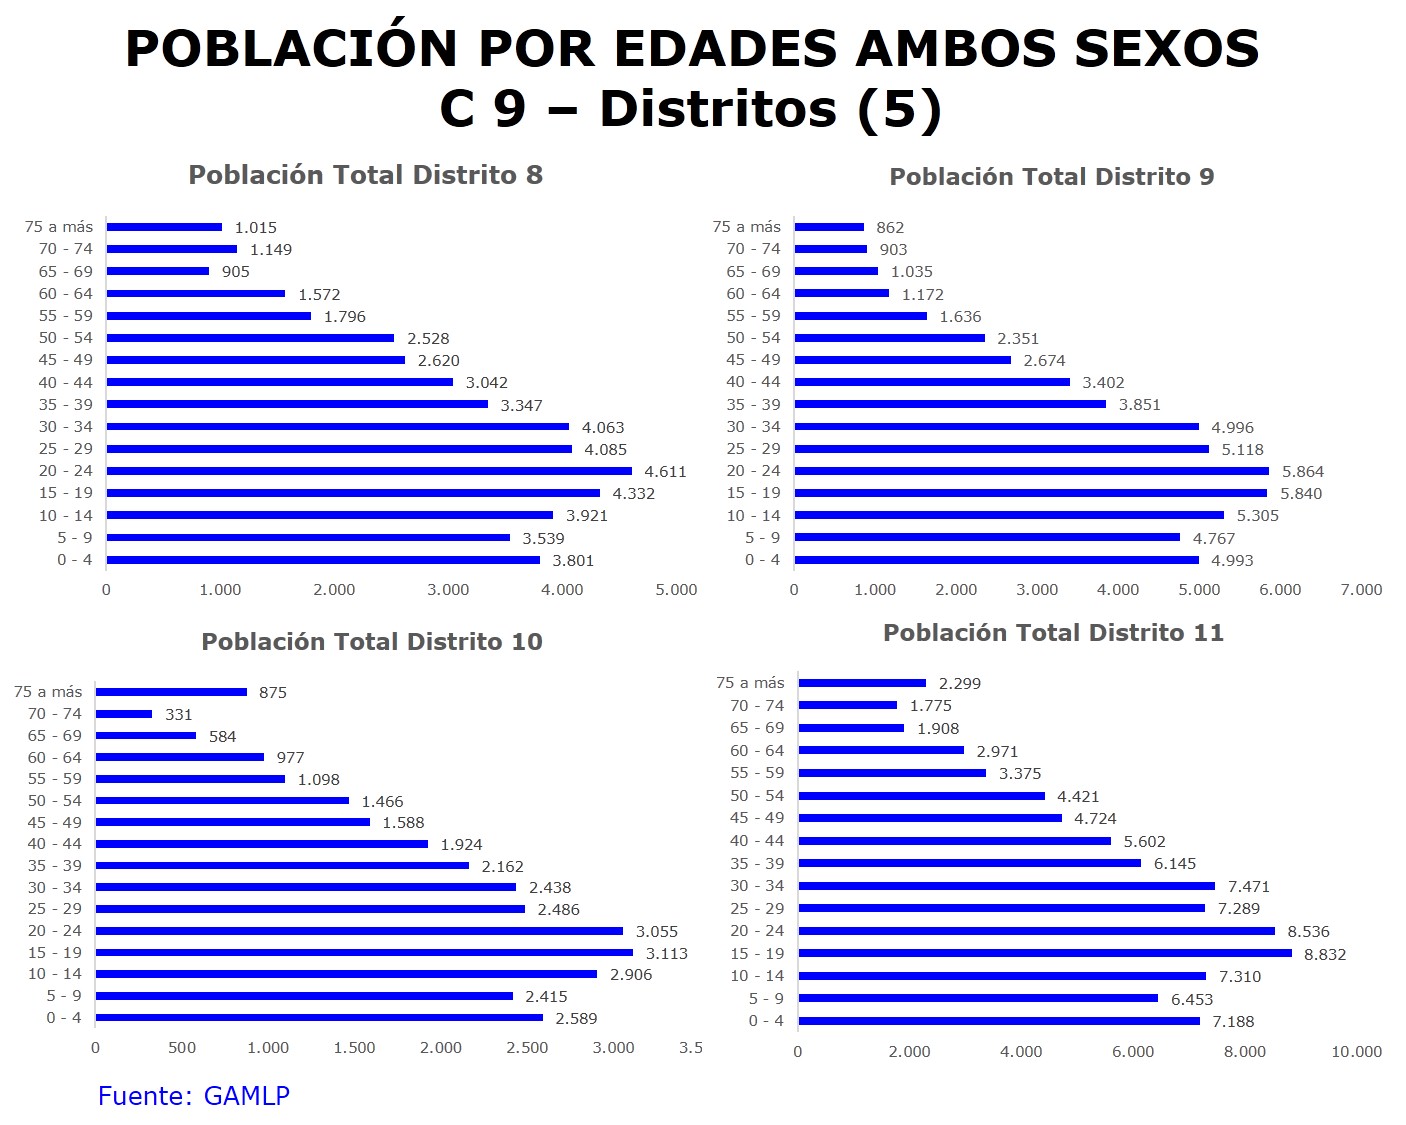 POBLACIÓN POR EDADES AMBOS SEXOS
C 9 – Distritos (5)
Población Total Distrito 8
75 a más 1.015
70 - 74 1.149
65 - 69 905
60 - 64 1.572
55 - 59 1.796
50 - 54 2.528
45 - 49 2.620
40 - 44 3.042
35 - 39 3.347
30 - 34 4.063
25 - 29 4.085
20 - 24 4.611
15 - 19 4.332
10 - 14 3.921
5 - 9 3.539
0 - 4 3.801
0 1.000 2.000 3.000 4.000 5.000
Población Total Distrito 9
75 a más 862
70 - 74 903
65 - 69 1.035
60 - 64 1.172
55 - 59 1.636
50 - 54 2.351
45 - 49 2.674
40 - 44 3.402
35 - 39 3.851
30 - 34 4.996
25 - 29 5.118
20 - 24 5.864
15 - 19 5.840
10 - 14 5.305
5 - 9 4.767
0 - 4 4.993
0 1.000 2.000 3.000 4.000 5.000 6.000 7.000
Población Total Distrito 10
75 a más 875
70 - 74 331
65 - 69 584
60 - 64 977
55 - 59 1.098
50 - 54 1.466
45 - 49 1.588
40 - 44 1.924
35 - 39 2.162
30 - 34 2.438
25 - 29 2.486
20 - 24 3.055
15 - 19 3.113
10 - 14 2.906
5 - 9 2.415
0 - 4 2.589
0 500 1.000 1.500 2.000 2.500 3.000 3.5
Población Total Distrito 11
75 a más 2.299
70 - 74 1.775
65 - 69 1.908
60 - 64 2.971
55 - 59 3.375
50 - 54 4.421
45 - 49 4.724
40 - 44 5.602
35 - 39 6.145
30 - 34 7.471
25 - 29 7.289
20 - 24 8.536
15 - 19 8.832
10 - 14 7.310
5 - 9 6.453
0 - 4 7.188
0 2.000 4.000 6.000 8.000 10.000
Fuente: GAMLP